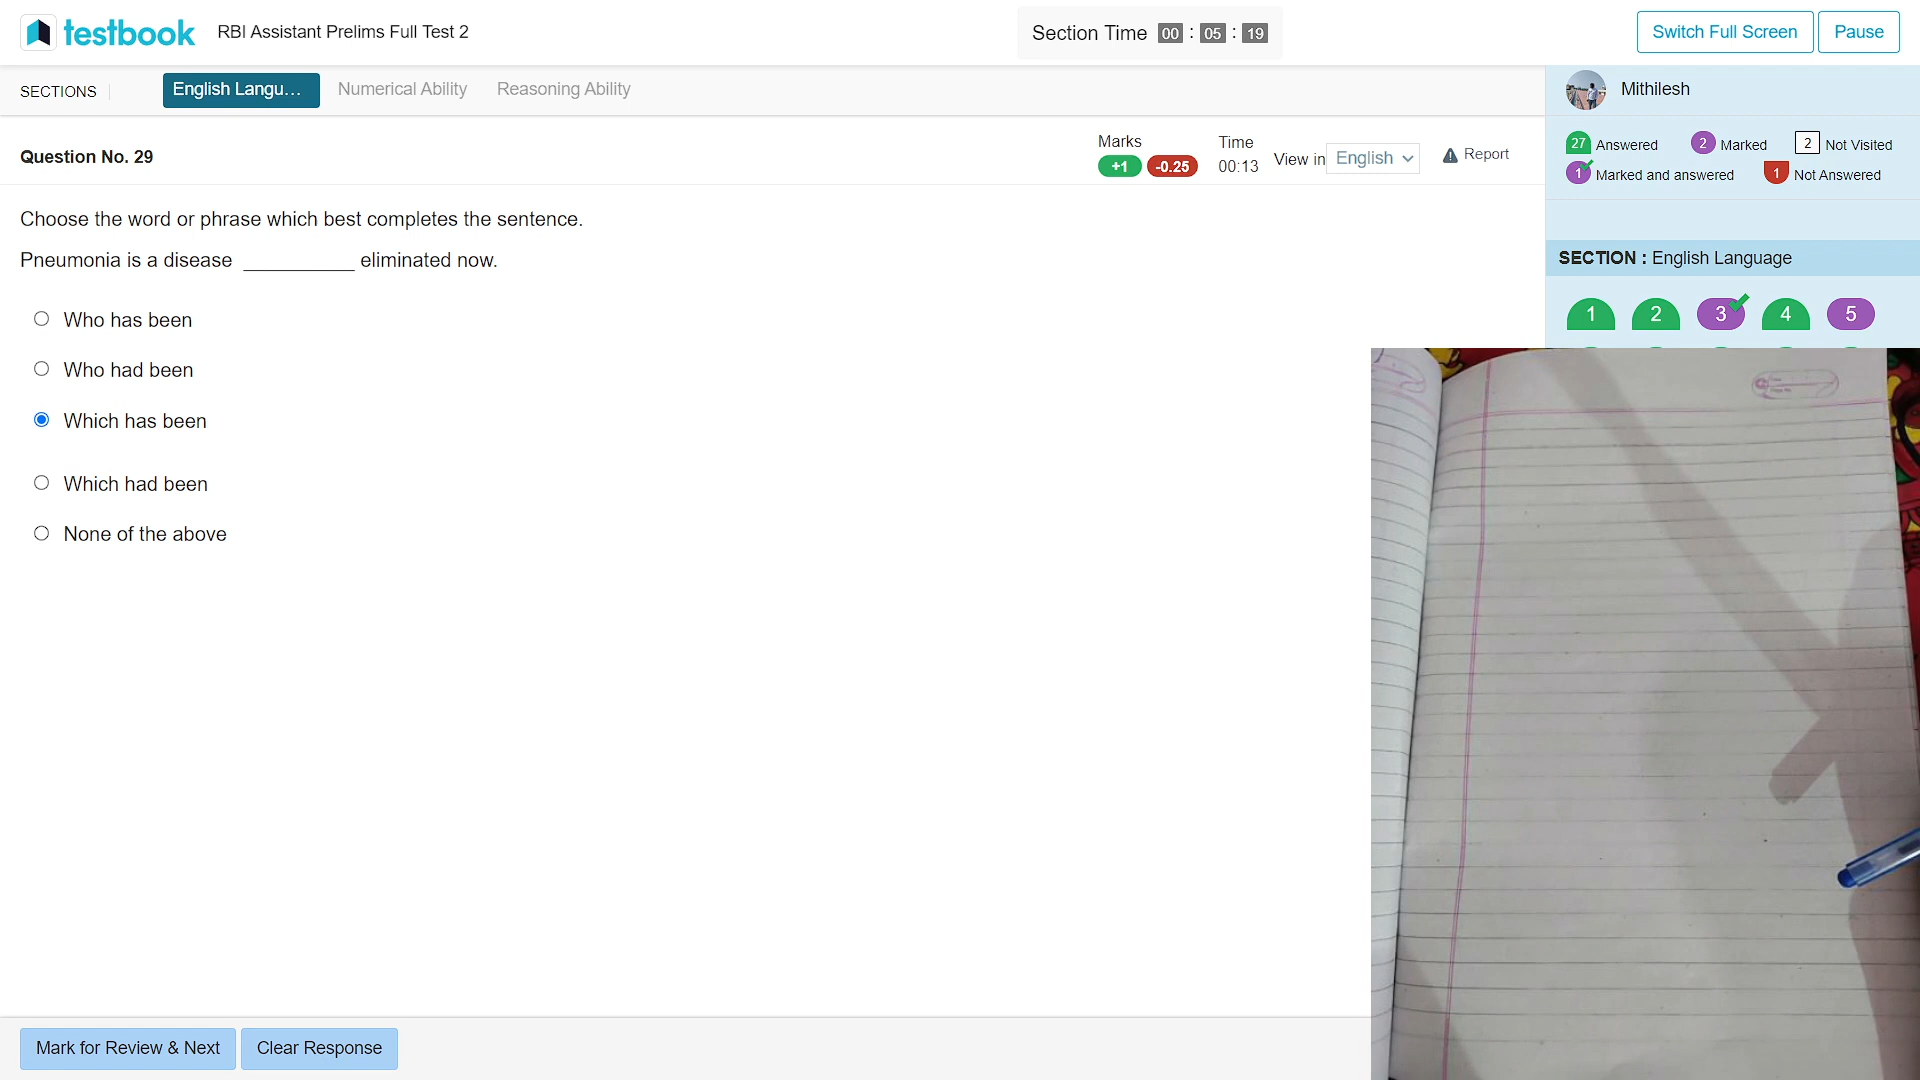 testbook RBI Assistant Prelims Full Test 2 Section Time 00 : 05 : 19 Switch Full Screen Pause
SECTIONS English Langu... Numerical Ability Reasoning Ability Mithilesh
Question No. 29 Marks +1 -0.25 Time 00:13 View in English Report
27 Answered 2 Marked 2 Not Visited
1 Marked and answered 1 Not Answered
Choose the word or phrase which best completes the sentence.
Pneumonia is a disease __________ eliminated now.
SECTION : English Language
1 2 3 4 5
Who has been
Who had been
Which has been
Which had been
None of the above
Mark for Review & Next Clear Response